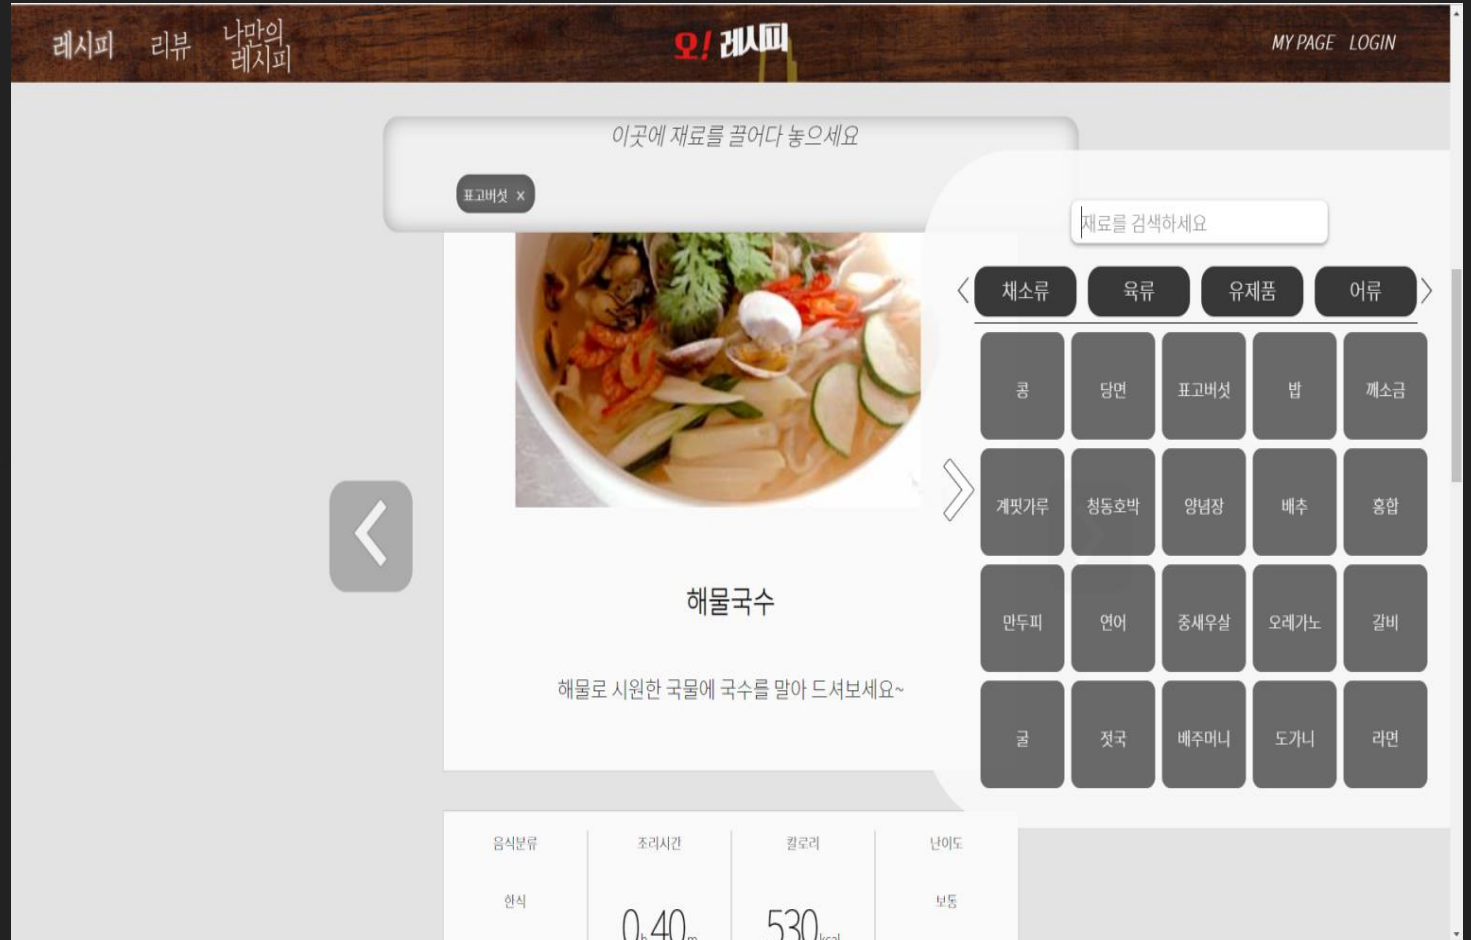 레시피 리뷰 나만의
레시피
오! 레시피
MY PAGE LOGIN
이곳에 재료를 끌어다 놓으세요
표고버섯 x
재료를 검색하세요
채소류 육류 유제품 어류
콩 당면 표고버섯 밥 깨소금
계핏가루 청동호박 양념장 배추 홍합
만두피 연어 중새우살 오레가노 갈비
굴 젓국 배주머니 도가니 라면
해물국수
해물로 시원한 국물에 국수를 말아 드셔보세요~
음식분류 조리시간 칼로리 난이도
한식 0h 40m 530kcal 보통